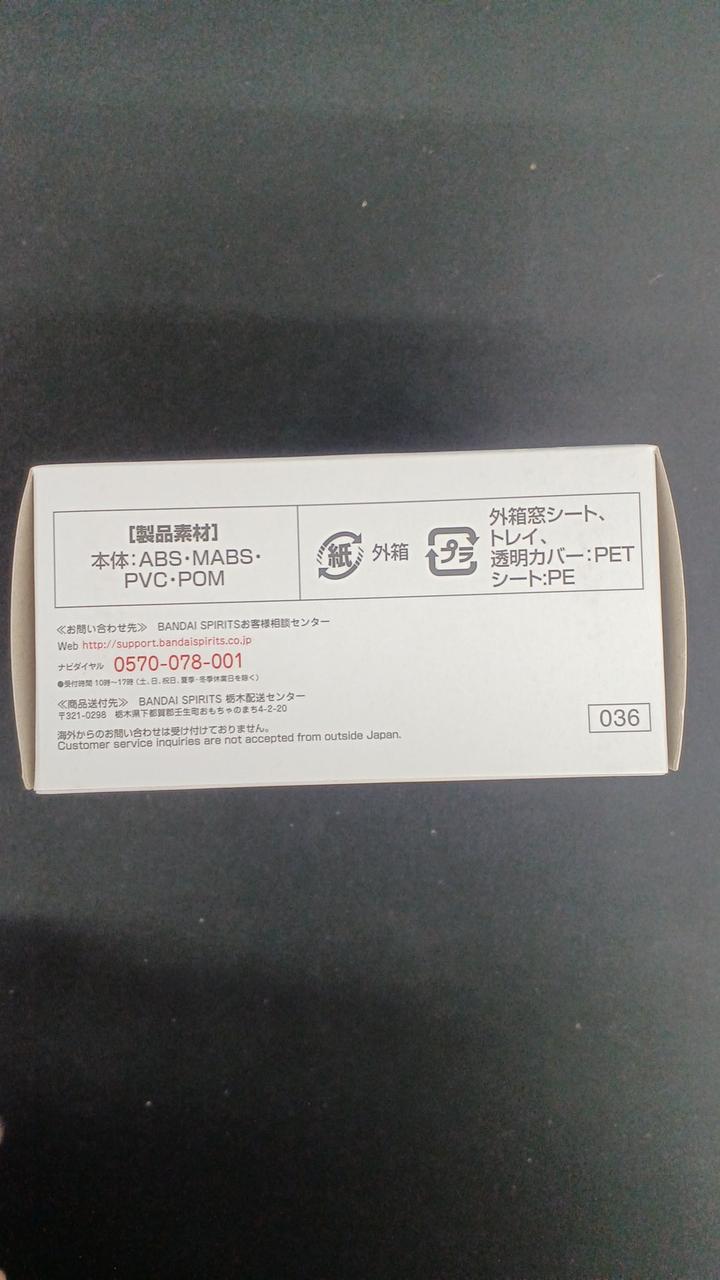 [製品素材]
本体：ABS・MABS・
PVC・POM
紙 外箱
プラ
外箱窓シート、
トレイ、
透明カバー：PET
シート:PE
≪お問い合わせ先≫ BANDAI SPIRITSお客様相談センター
Web http://support.bandaispirits.co.jp
ナビダイヤル 0570-078-001
●受付時間 10時〜17時（土、日、祝日、夏季・冬季休業日を除く）
≪商品送付先≫ BANDAI SPIRITS 栃木配送センター
〒321-0298 栃木県下都賀郡壬生町おもちゃのまち4-2-20
海外からのお問い合わせは受け付けておりません。
Customer service inquiries are not accepted from outside Japan.
036